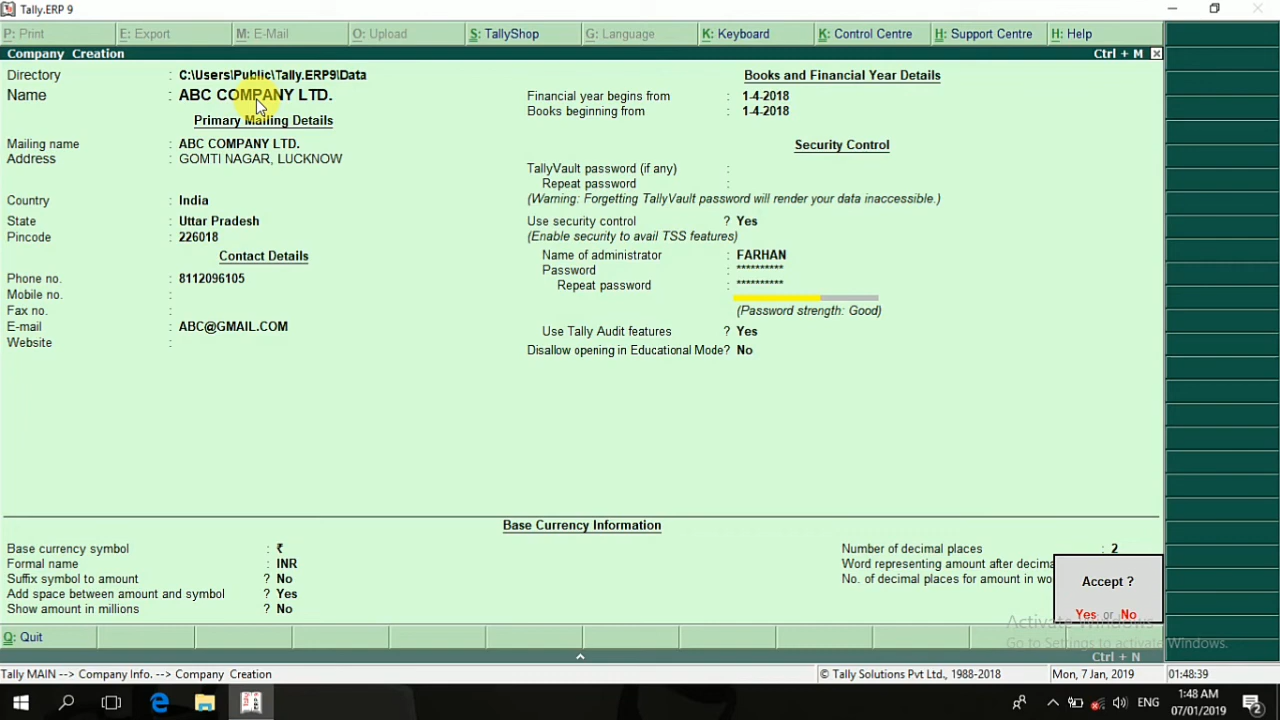 Tally.ERP 9
P: Print E: Export M: E-Mail O: Upload S: TallyShop G: Language K: Keyboard K: Control Centre H: Support Centre H: Help
Company Creation Ctrl + M
Directory : C:\Users\Public\Tally.ERP9\Data
Name : ABC COMPANY LTD.
Primary Mailing Details
Mailing name : ABC COMPANY LTD.
Address : GOMTI NAGAR, LUCKNOW
Country : India
State : Uttar Pradesh
Pincode : 226018
Contact Details
Phone no. : 8112096105
Mobile no. :
Fax no. :
E-mail : ABC@GMAIL.COM
Website :
Books and Financial Year Details
Financial year begins from : 1-4-2018
Books beginning from : 1-4-2018
Security Control
TallyVault password (if any) :
Repeat password :
(Warning: Forgetting TallyVault password will render your data inaccessible.)
Use security control ? Yes
(Enable security to avail TSS features)
Name of administrator : FARHAN
Password : **********
Repeat password : **********
(Password strength: Good)
Use Tally Audit features ? Yes
Disallow opening in Educational Mode? No
Base Currency Information
Base currency symbol : ₹
Formal name : INR
Suffix symbol to amount ? No
Add space between amount and symbol ? Yes
Show amount in millions ? No
Number of decimal places : 2
Word representing amount after
No. of decimal places for amount in
Accept ?
Yes or No
Activate Windows
Go to Settings to activate Windows.
Q: Quit
Ctrl + N
Tally MAIN --> Company Info. --> Company Creation © Tally Solutions Pvt Ltd., 1988-2018 Mon, 7 Jan, 2019 01:48:39
ENG 1:48 AM
07/01/2019
2